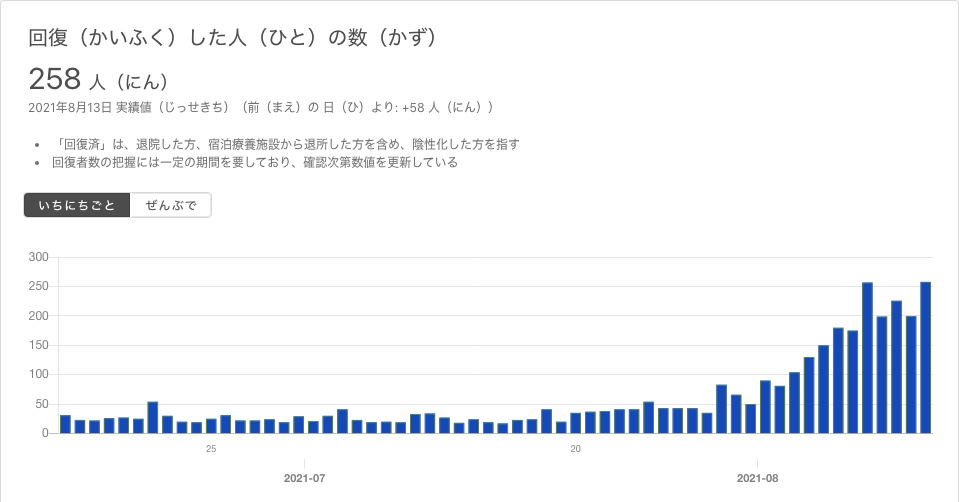 回復（かいふく）した人（ひと）の数（かず）
258 人（にん）
2021年8月13日 実績値（じっせきち）（前（まえ）の 日（ひ）より: +58 人（にん））
• 「回復済」は、退院した方、宿泊療養施設から退所した方を含め、陰性化した方を指す
• 回復者数の把握には一定の期間を要しており、確認次第数値を更新している
いちにちごと ぜんぶで
300
250
200
150
100
50
0
25 20
2021-07 2021-08